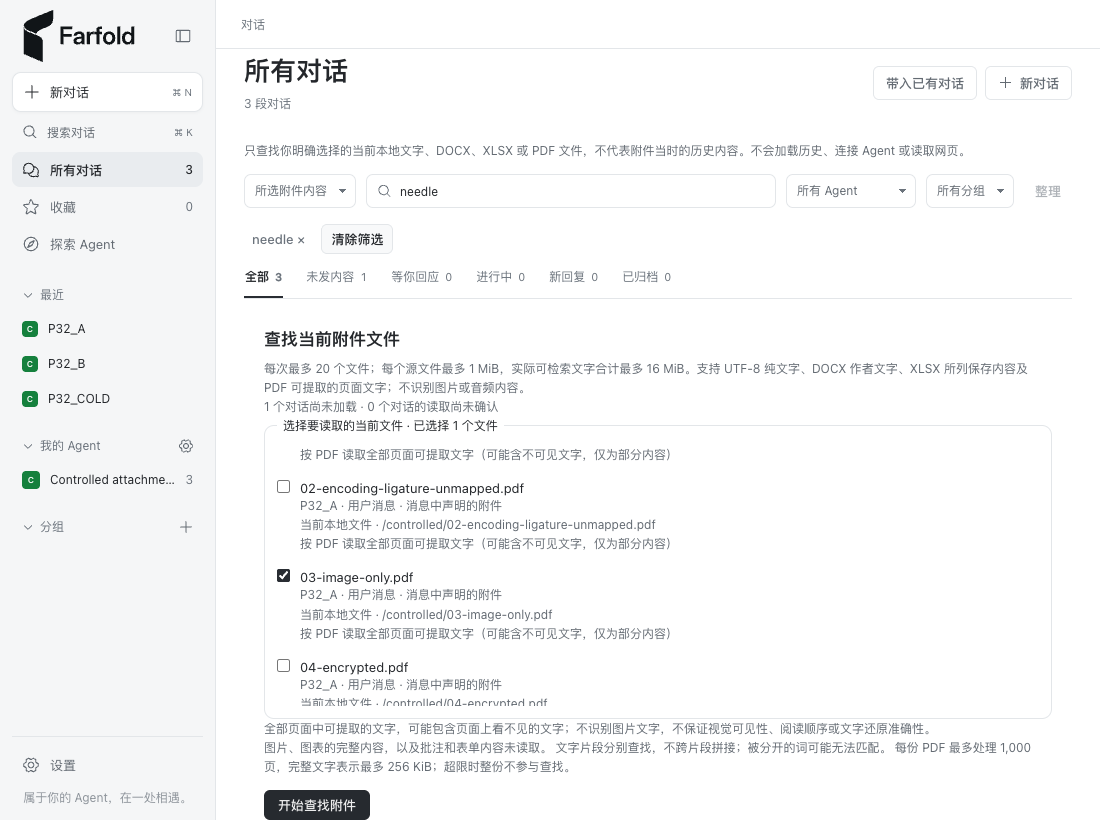 Farfold
新对话
⌘ N
搜索对话
⌘ K
所有对话
3
收藏
0
探索 Agent
最近
C
P32_A
C
P32_B
C
P32_COLD
我的 Agent
C
Controlled attachme...
3
分组
设置
属于你的 Agent，在一处相遇。
对话
所有对话
3 段对话
带入已有对话
新对话
只查找你明确选择的当前本地文字、DOCX、XLSX 或 PDF 文件，不代表附件当时的历史内容。不会加载历史、连接 Agent 或读取网页。
所选附件内容
needle
所有 Agent
所有分组
整理
needle ×
清除筛选
全部 3
未发内容 1
等你回应 0
进行中 0
新回复 0
已归档 0
查找当前附件文件
每次最多 20 个文件；每个源文件最多 1 MiB，实际可检索文字合计最多 16 MiB。支持 UTF-8 纯文字、DOCX 作者文字、XLSX 所列保存内容及
PDF 可提取的页面文字；不识别图片或音频内容。
1 个对话尚未加载 · 0 个对话的读取尚未确认
选择要读取的当前文件 · 已选择 1 个文件
按 PDF 读取全部页面可提取文字（可能含不可见文字，仅为部分内容）
02-encoding-ligature-unmapped.pdf
P32_A · 用户消息 · 消息中声明的附件
当前本地文件 · /controlled/02-encoding-ligature-unmapped.pdf
按 PDF 读取全部页面可提取文字（可能含不可见文字，仅为部分内容）
03-image-only.pdf
P32_A · 用户消息 · 消息中声明的附件
当前本地文件 · /controlled/03-image-only.pdf
按 PDF 读取全部页面可提取文字（可能含不可见文字，仅为部分内容）
04-encrypted.pdf
P32_A · 用户消息 · 消息中声明的附件
当前本地文件 · /controlled/04-encrypted.pdf
全部页面中可提取的文字，可能包含页面上看不见的文字；不识别图片文字，不保证视觉可见性、阅读顺序或文字还原准确性。
图片、图表的完整内容，以及批注和表单内容未读取。 文字片段分别查找，不跨片段拼接；被分开的词可能无法匹配。 每份 PDF 最多处理 1,000
页，完整文字表示最多 256 KiB；超限时整份不参与查找。
开始查找附件